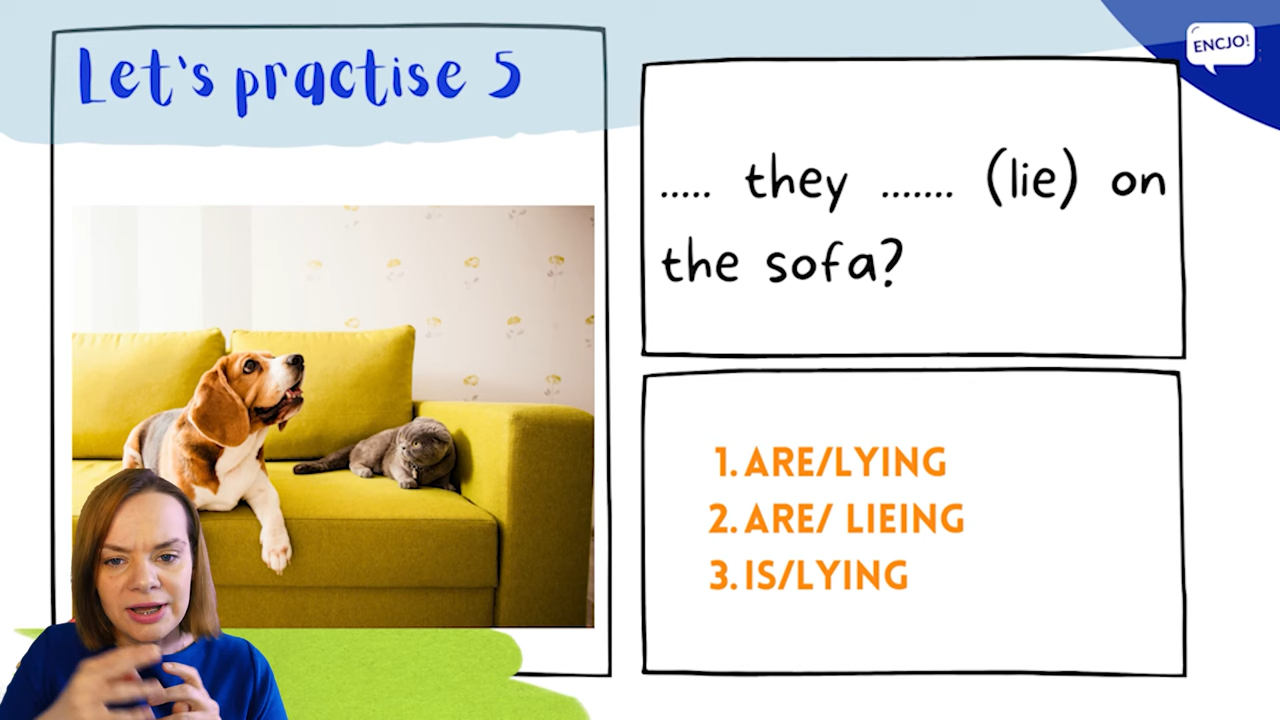 Let's practise 5
ENCJO!
..... they ....... (lie) on
the sofa?
1. ARE/LYING
2. ARE/ LIEING
3. IS/LYING